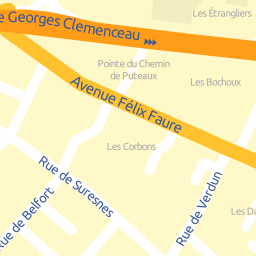 Les Étrangliers
e Georges Clemenceau
Pointe du Chemin
de Puteaux
Les Bochoux
Avenue Félix Faure
Les Corbons
Rue de Suresnes
Rue de Verdun
Rue de Belfort
Les Da